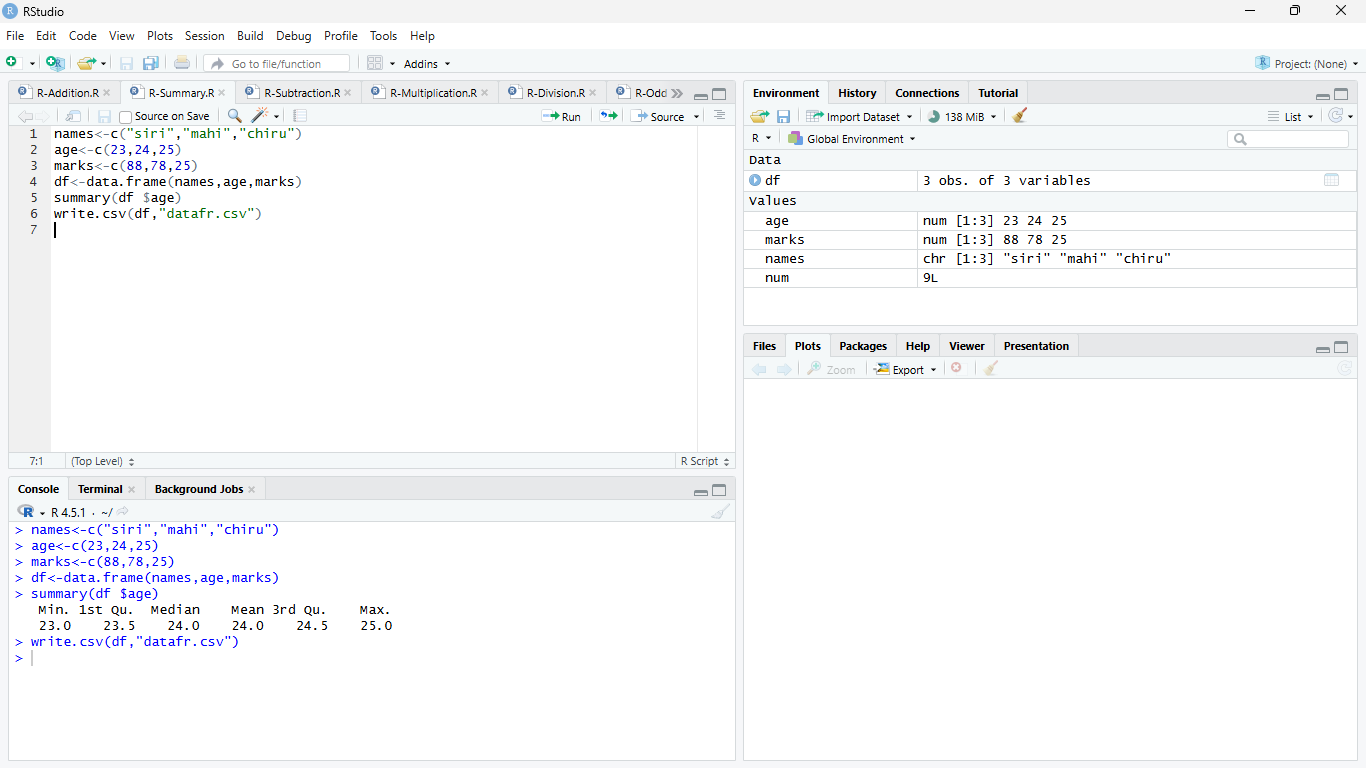 RStudio
File Edit Code View Plots Session Build Debug Profile Tools Help
Go to file/function Addins Project: (None)
R-Addition.R R-Summary.R R-Subtraction.R R-Multiplication.R R-Division.R R-Odd
Source on Save Run Source
1 names<-c("siri","mahi","chiru")
2 age<-c(23,24,25)
3 marks<-c(88,78,25)
4 df<-data.frame(names,age,marks)
5 summary(df $age)
6 write.csv(df,"datafr.csv")
7
7:1 (Top Level) R Script
Console Terminal Background Jobs
R 4.5.1 · ~/
> names<-c("siri","mahi","chiru")
> age<-c(23,24,25)
> marks<-c(88,78,25)
> df<-data.frame(names,age,marks)
> summary(df $age)
Min. 1st Qu. Median Mean 3rd Qu. Max.
23.0 23.5 24.0 24.0 24.5 25.0
> write.csv(df,"datafr.csv")
>
Environment History Connections Tutorial
Import Dataset 138 MiB List
R Global Environment
Data
df 3 obs. of 3 variables
Values
age num [1:3] 23 24 25
marks num [1:3] 88 78 25
names chr [1:3] "siri" "mahi" "chiru"
num 9L
Files Plots Packages Help Viewer Presentation
Zoom Export